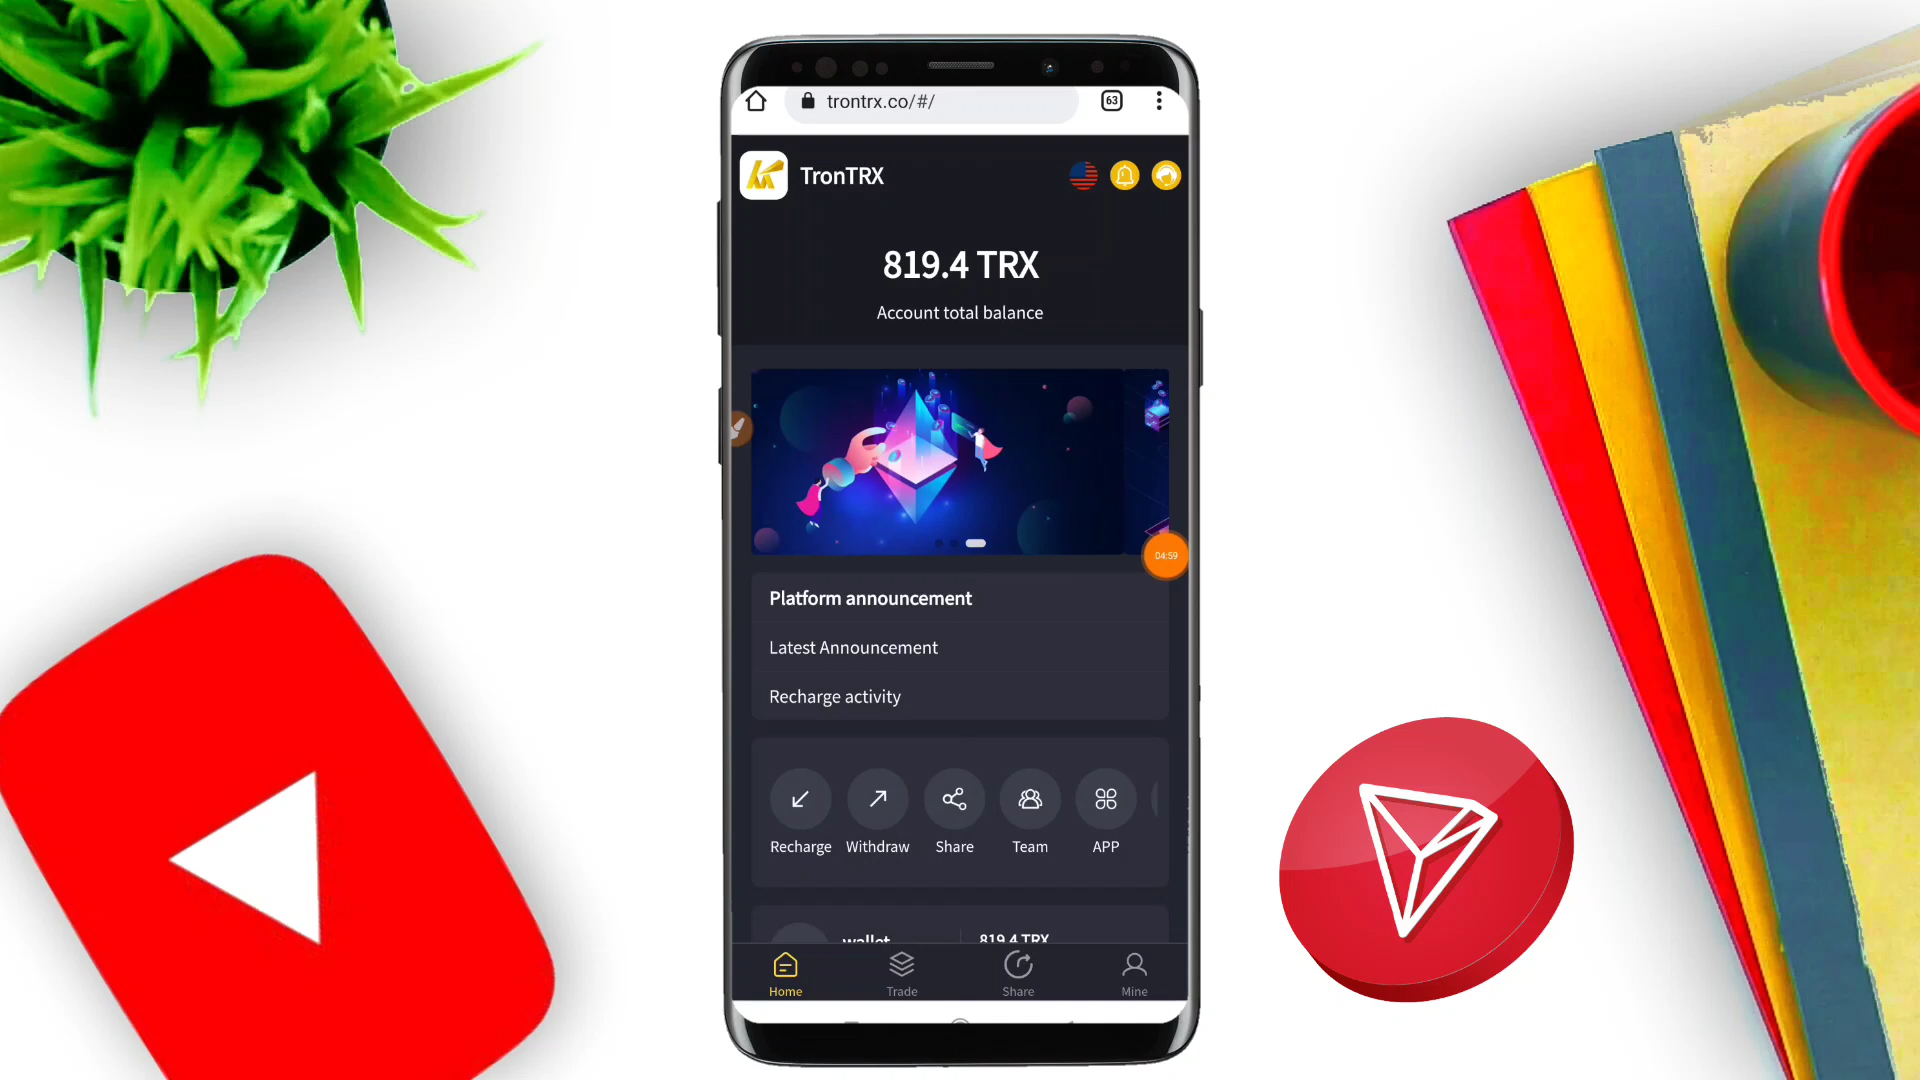 trontrx.co/#/
63
TronTRX
819.4 TRX
Account total balance
04:59
Platform announcement
Latest Announcement
Recharge activity
Recharge
Withdraw
Share
Team
APP
wallet
819.4 TRX
Home
Trade
Share
Mine